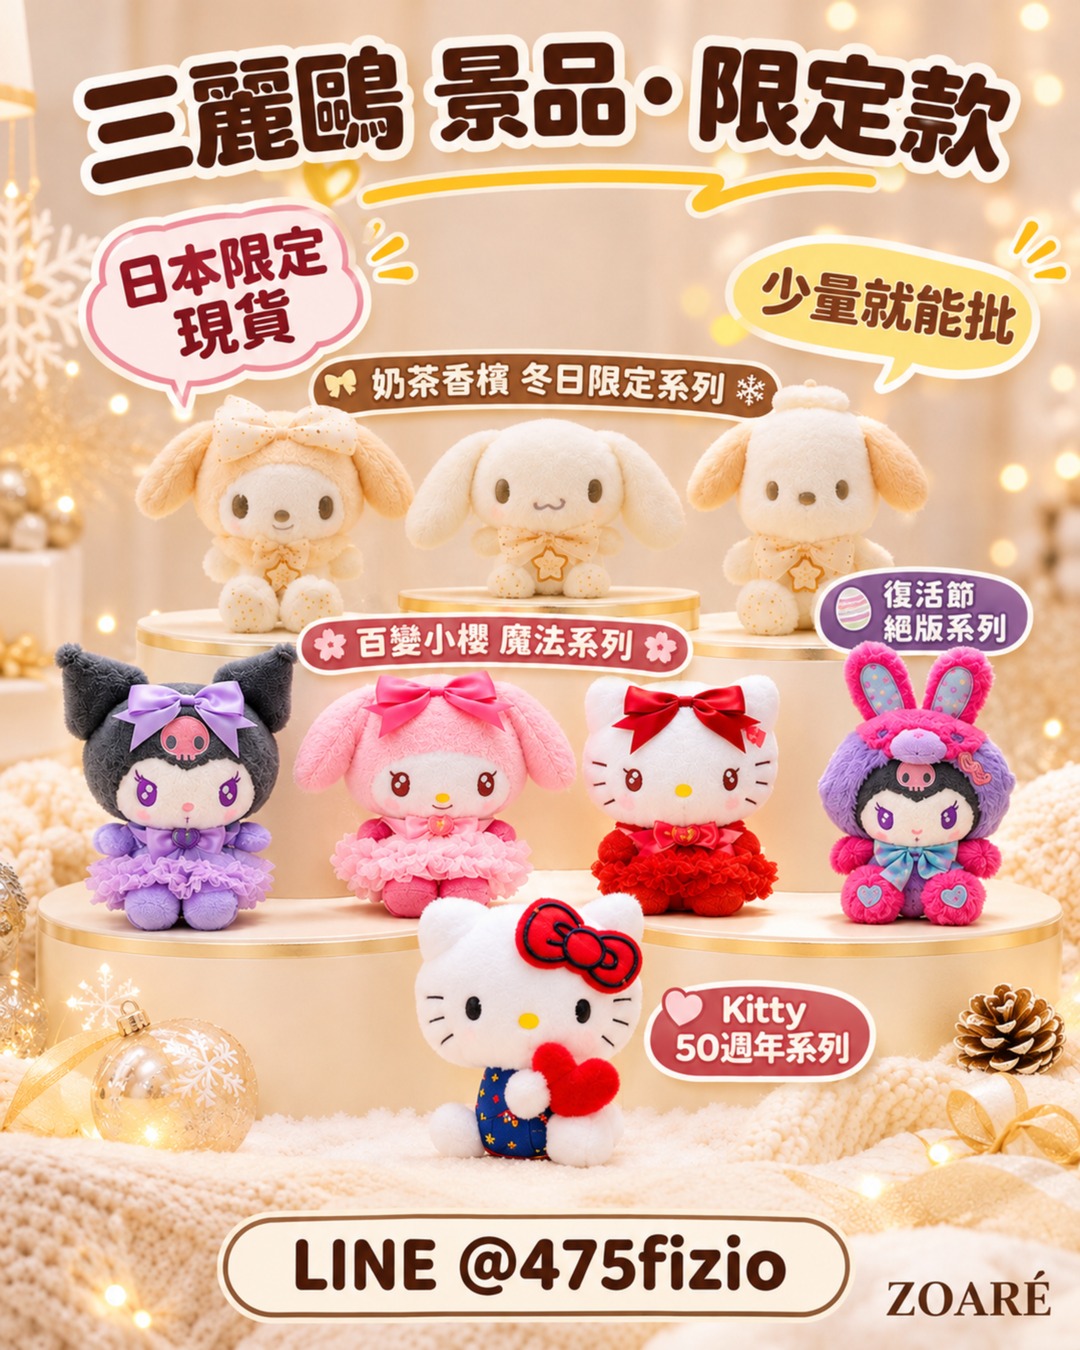 三麗鷗 景品・限定款
日本限定
現貨
少量就能批
奶茶香檳 冬日限定系列
復活節
絕版系列
百變小櫻 魔法系列
Kitty
50週年系列
LINE @475fizio
ZOARÉ